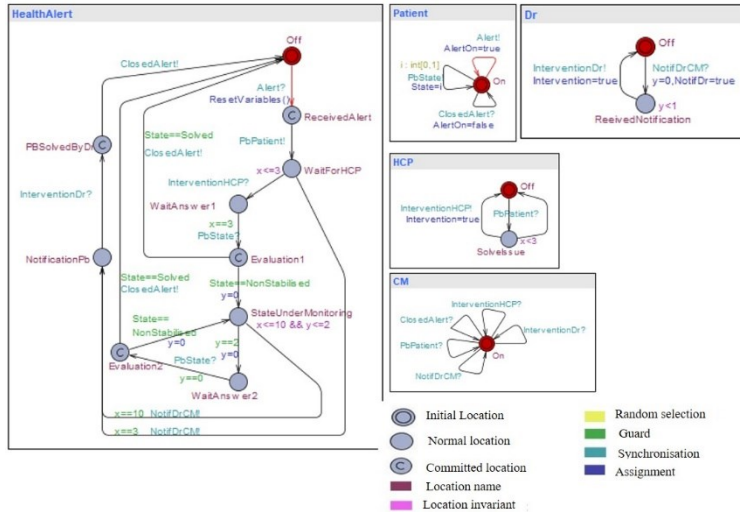 HealthAlert
Off
ClosedAlert!
Alert?
ResetVariables()
ReceivedAlert
State==Solved
ClosedAlert!
PBSolvedByDr
PbPatient!
x<=3
WaitForHCP
InterventionHCP?
InterventionDr?
WaitAnswer1
x==3
PbState?
NotificationPb
Evaluation1
State==Solved
ClosedAlert!
State==NonStabilised
y=0
StateUnderMonitoring
x<=10 && y<=2
State==
NonStabilised
y=0
y==2
y=0
PbState?
Evaluation2
y==0
WaitAnswer2
x==10 NotifDrCM!
x==3 NotifDrCM!
Patient
Alert!
AlertOn=true
i : int[0,1]
PbState!
State=i
On
ClosedAlert?
AlertOn=false
Dr
Off
InterventionDr!
Intervention=true
NotifDrCM?
y=0,NotifDr=true
y<1
ReeivedNotification
HCP
Off
InterventionHCP!
Intervention=true
PbPatient?
x<3
SolveIssue
CM
InterventionHCP?
ClosedAlert?
InterventionDr?
PbPatient?
On
NotifDrCM?
Initial Location
Normal location
C Committed location
Location name
Location invariant
Random selection
Guard
Synchronisation
Assignment
C
C
C
C